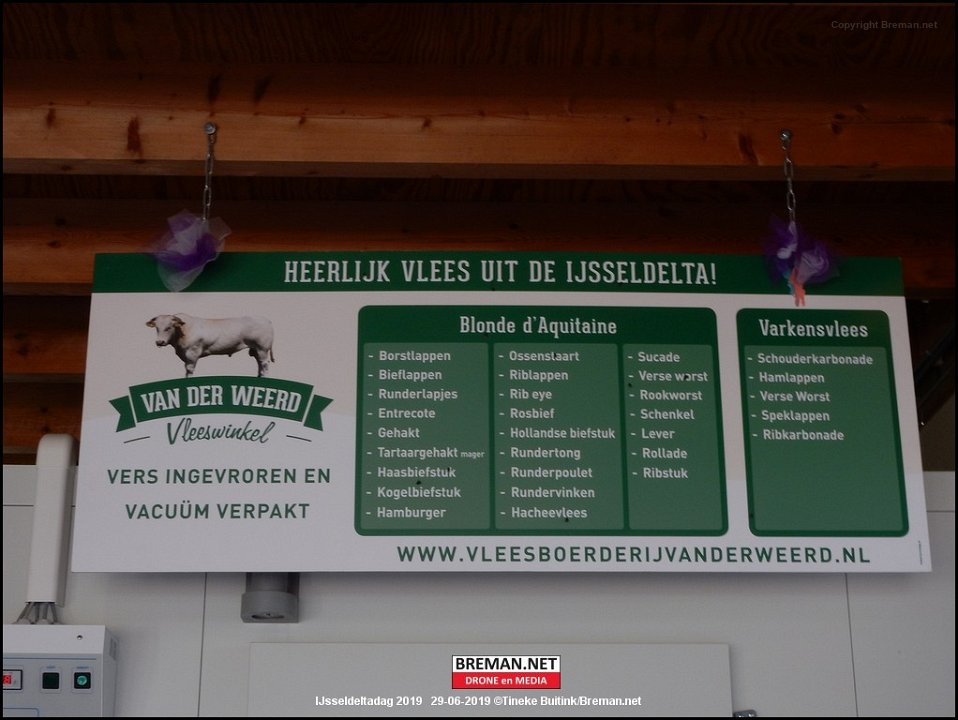 Copyright Breman.net
HEERLIJK VLEES UIT DE IJSSELDELTA!
VAN DER WEERD
Vleeswinkel
VERS INGEVROREN EN
VACUÜM VERPAKT
Blonde d'Aquitaine
- Borstlappen
- Bieflappen
- Runderlapjes
- Entrecote
- Gehakt
- Tartaargehakt mager
- Haasbiefstuk
- Kogelbiefstuk
- Hamburger
- Ossenstaart
- Riblappen
- Rib eye
- Rosbief
- Hollandse biefstuk
- Rundertong
- Runderpoulet
- Rundervinken
- Hacheevlees
- Sucade
- Verse worst
- Rookworst
- Schenkel
- Lever
- Rollade
- Ribstuk
Varkensvlees
- Schouderkarbonade
- Hamlappen
- Verse Worst
- Speklappen
- Ribkarbonade
WWW.VLEESBOERDERIJVANDERWEERD.NL
BREMAN.NET
DRONE en MEDIA
IJsseldeltadag 2019 29-06-2019 ©Tineke Buitink/Breman.net